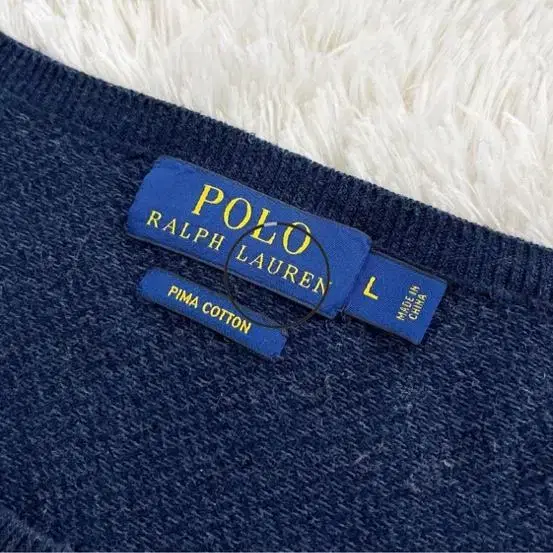 POLO
RALPH LAUREN
L
MADE IN
CHINA
PIMA COTTON